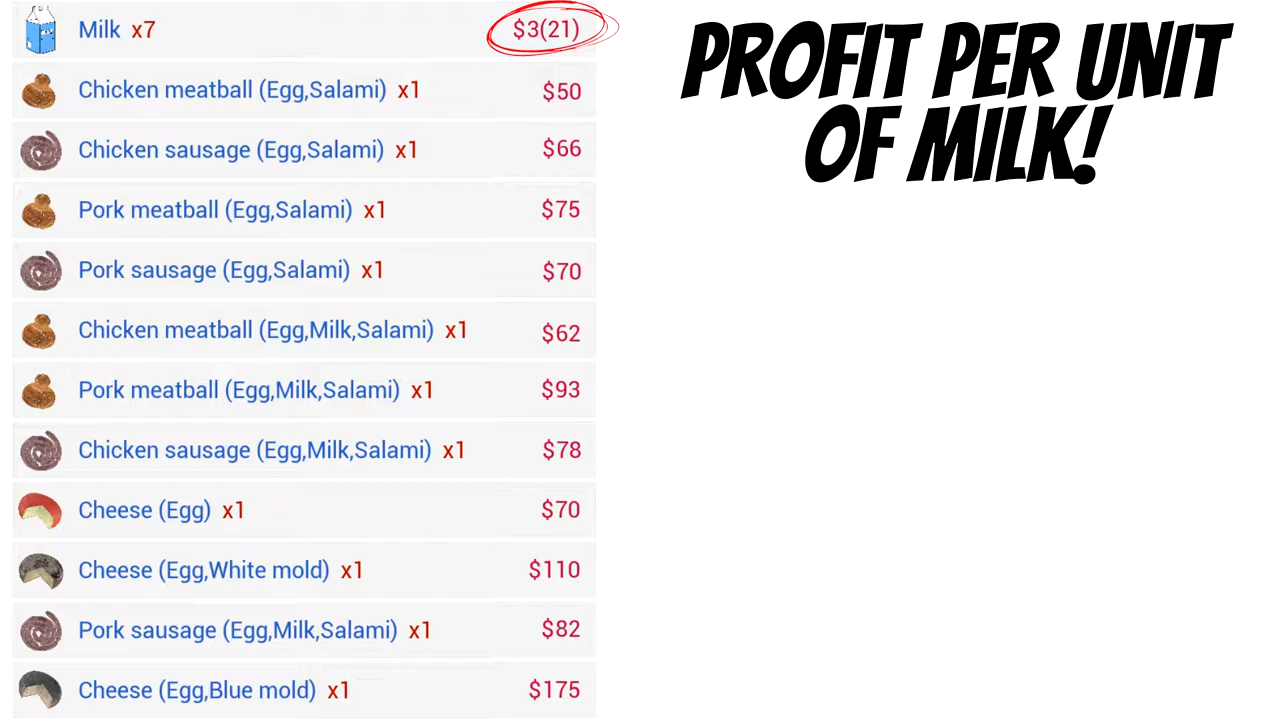 Milk x7 $3(21)
Chicken meatball (Egg,Salami) x1 $50
Chicken sausage (Egg,Salami) x1 $66
Pork meatball (Egg,Salami) x1 $75
Pork sausage (Egg,Salami) x1 $70
Chicken meatball (Egg,Milk,Salami) x1 $62
Pork meatball (Egg,Milk,Salami) x1 $93
Chicken sausage (Egg,Milk,Salami) x1 $78
Cheese (Egg) x1 $70
Cheese (Egg,White mold) x1 $110
Pork sausage (Egg,Milk,Salami) x1 $82
Cheese (Egg,Blue mold) x1 $175
PROFIT PER UNIT
OF MILK!